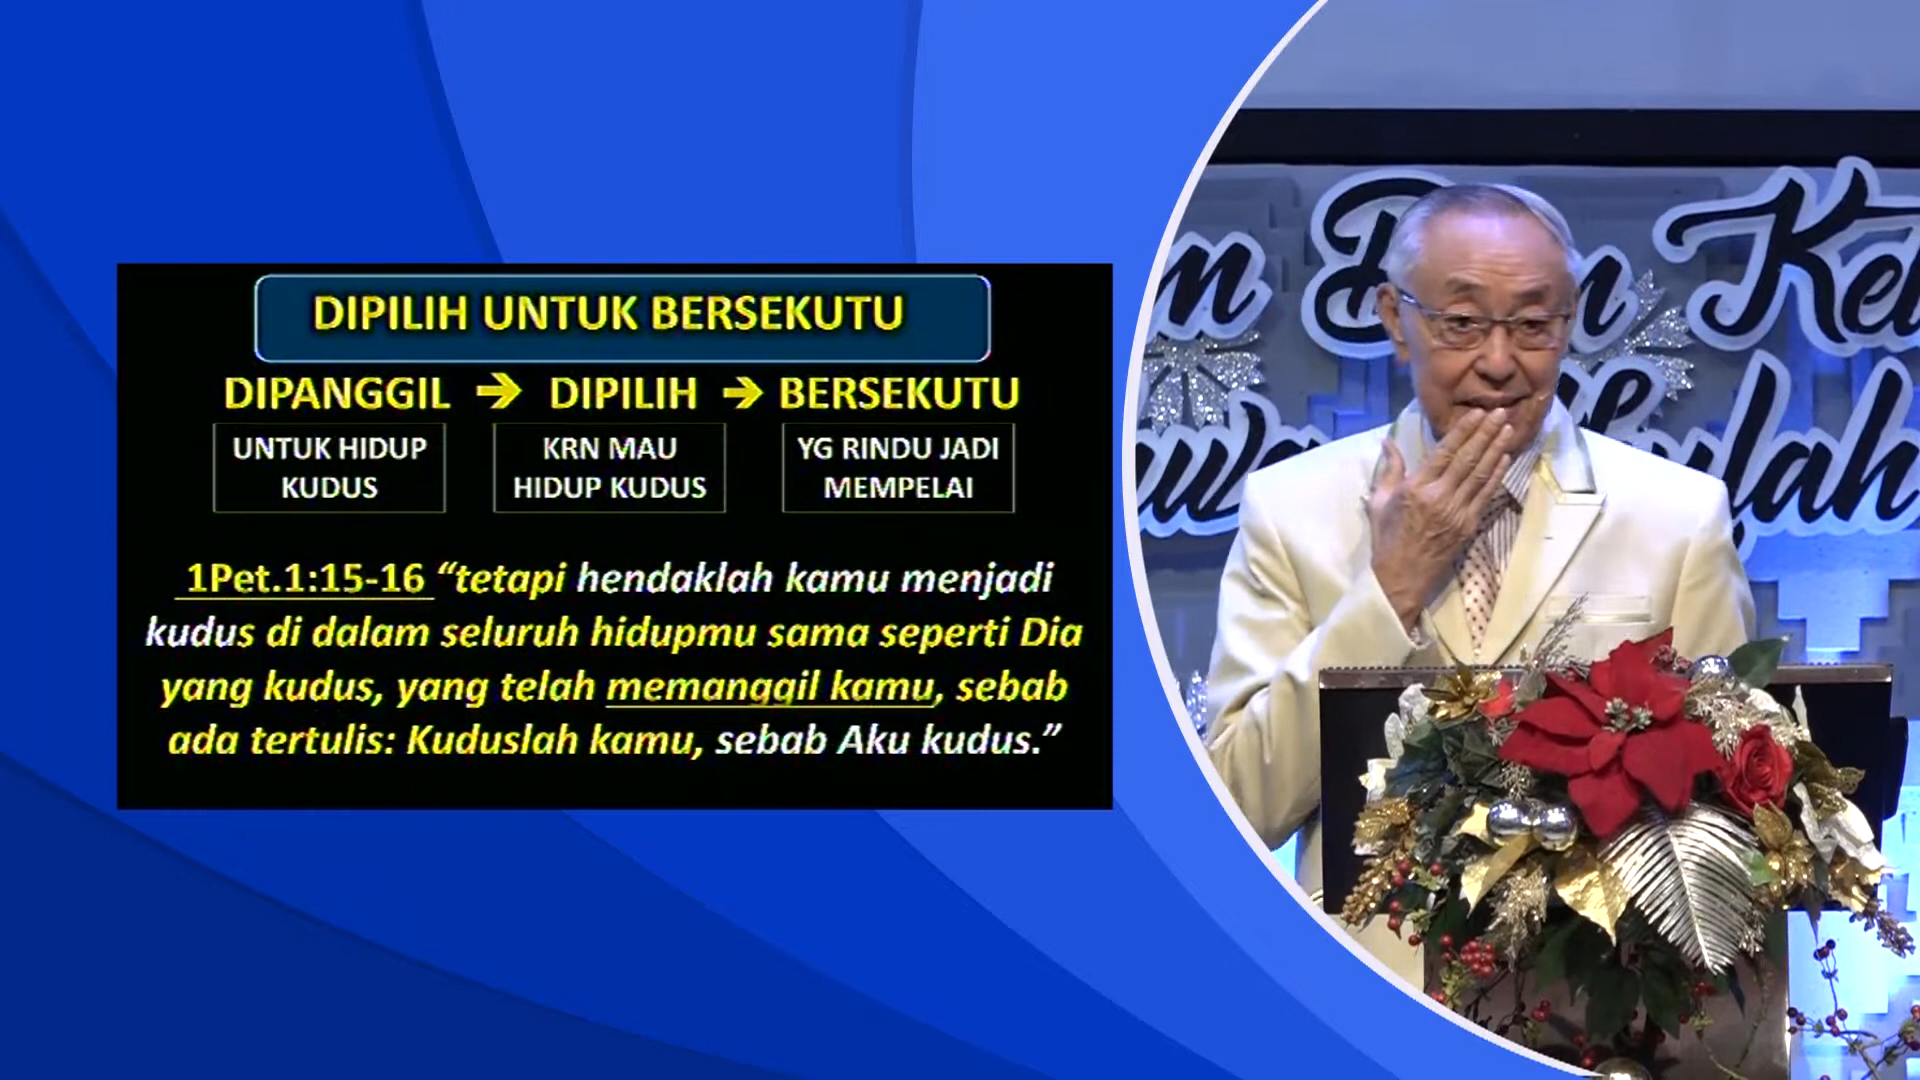 DIPILIH UNTUK BERSEKUTU
DIPANGGIL ➔ DIPILIH ➔ BERSEKUTU
UNTUK HIDUP
KUDUS
KRN MAU
HIDUP KUDUS
YG RINDU JADI
MEMPELAI
1Pet.1:15-16 “tetapi hendaklah kamu menjadi
kudus di dalam seluruh hidupmu sama seperti Dia
yang kudus, yang telah memanggil kamu, sebab
ada tertulis: Kuduslah kamu, sebab Aku kudus.”